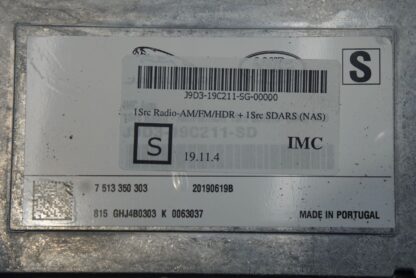 S
J9D3-19C211-SG-00000
1Src Radio-AM/FM/HDR + 1Src SDARS (NAS)
19C211-SD
S
IMC
19.11.4
7 513 350 303
20190619B
815 GHJ4B0303 K 0063037
MADE IN PORTUGAL